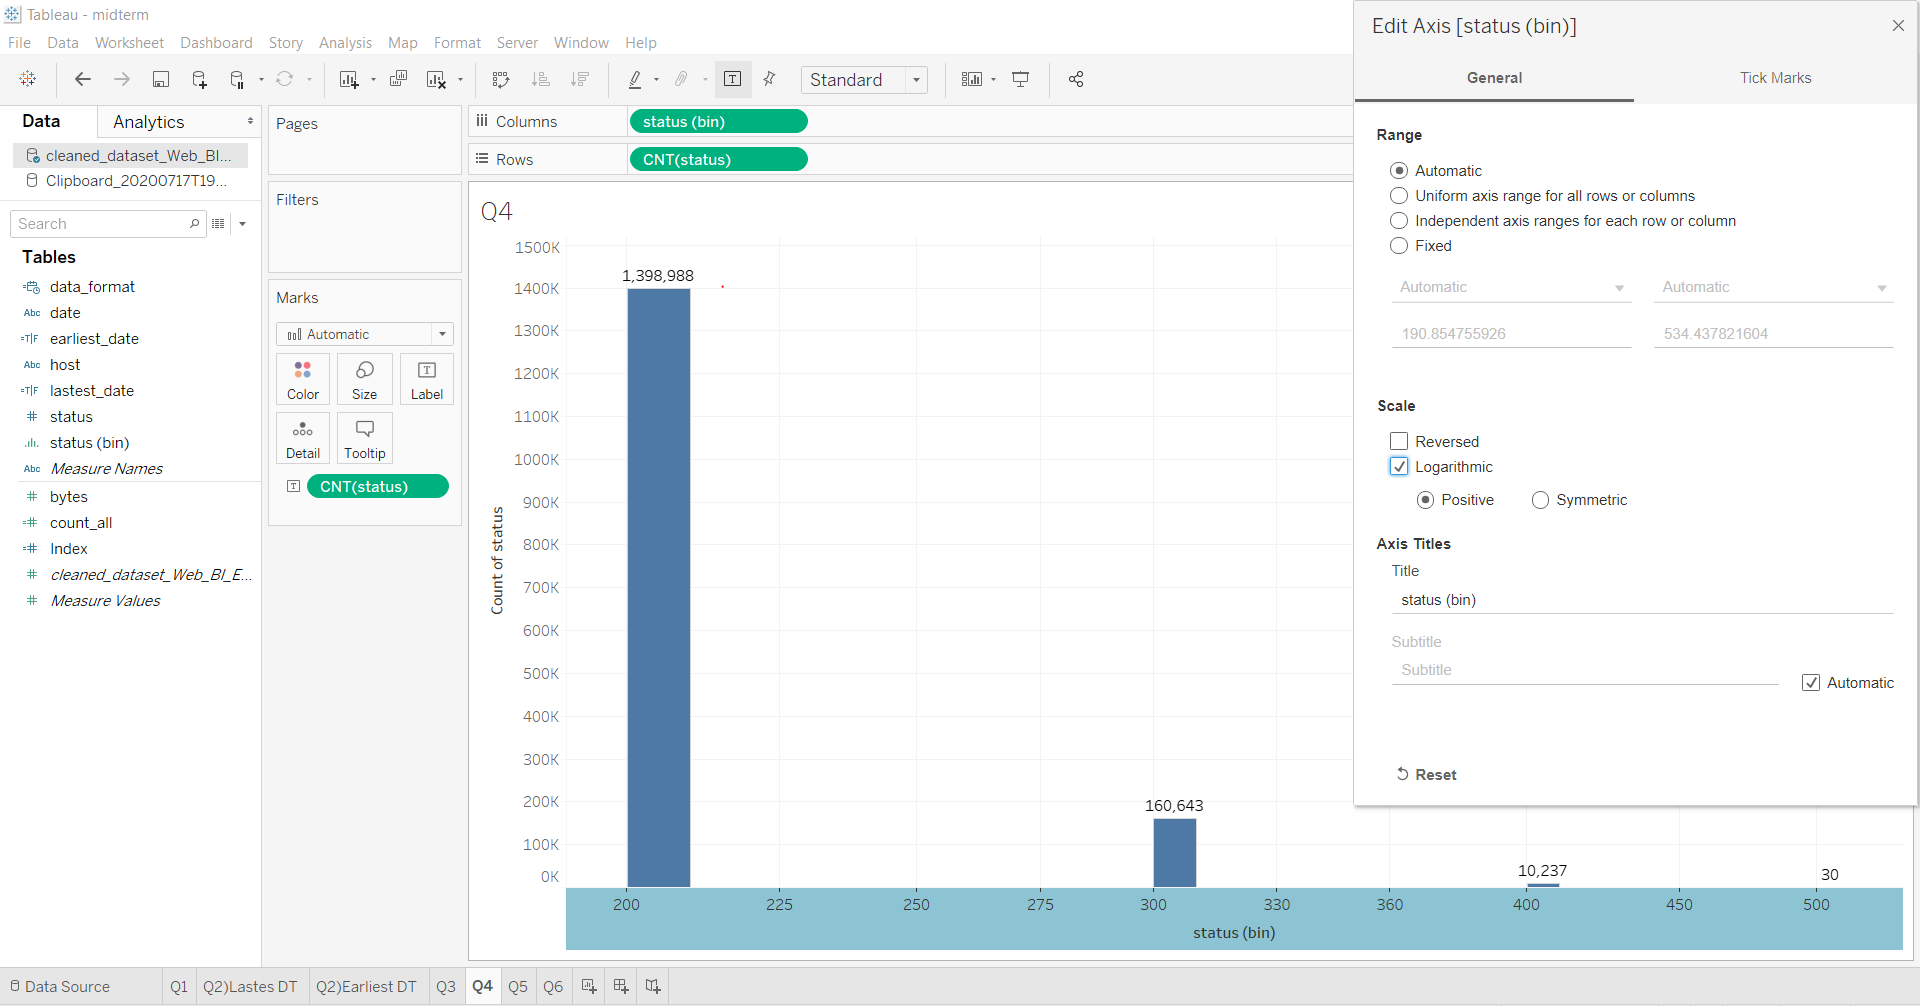 Tableau - midterm
File Data Worksheet Dashboard Story Analysis Map Format Server Window Help
Standard
Data Analytics
cleaned_dataset_Web_BI...
Clipboard_20200717T19...
Search
Tables
data_format
Abc date
=T|F earliest_date
Abc host
=T|F lastest_date
# status
status (bin)
Abc Measure Names
# bytes
=# count_all
=# Index
# cleaned_dataset_Web_BI_E...
# Measure Values
Pages
Filters
Marks
Automatic
Color Size Label
Detail Tooltip
CNT(status)
Columns status (bin)
Rows CNT(status)
Q4
Count of status
1500K
1400K
1300K
1200K
1100K
1000K
900K
800K
700K
600K
500K
400K
300K
200K
100K
0K
1,398,988
160,643
10,237
30
200 225 250 275 300 330 360 400 450 500
status (bin)
Edit Axis [status (bin)]
General Tick Marks
Range
Automatic
Uniform axis range for all rows or columns
Independent axis ranges for each row or column
Fixed
Automatic Automatic
190.854755926 534.437821604
Scale
Reversed
Logarithmic
Positive Symmetric
Axis Titles
Title
status (bin)
Subtitle
Subtitle
Automatic
Reset
Data Source Q1 Q2)Lastes DT Q2)Earliest DT Q3 Q4 Q5 Q6